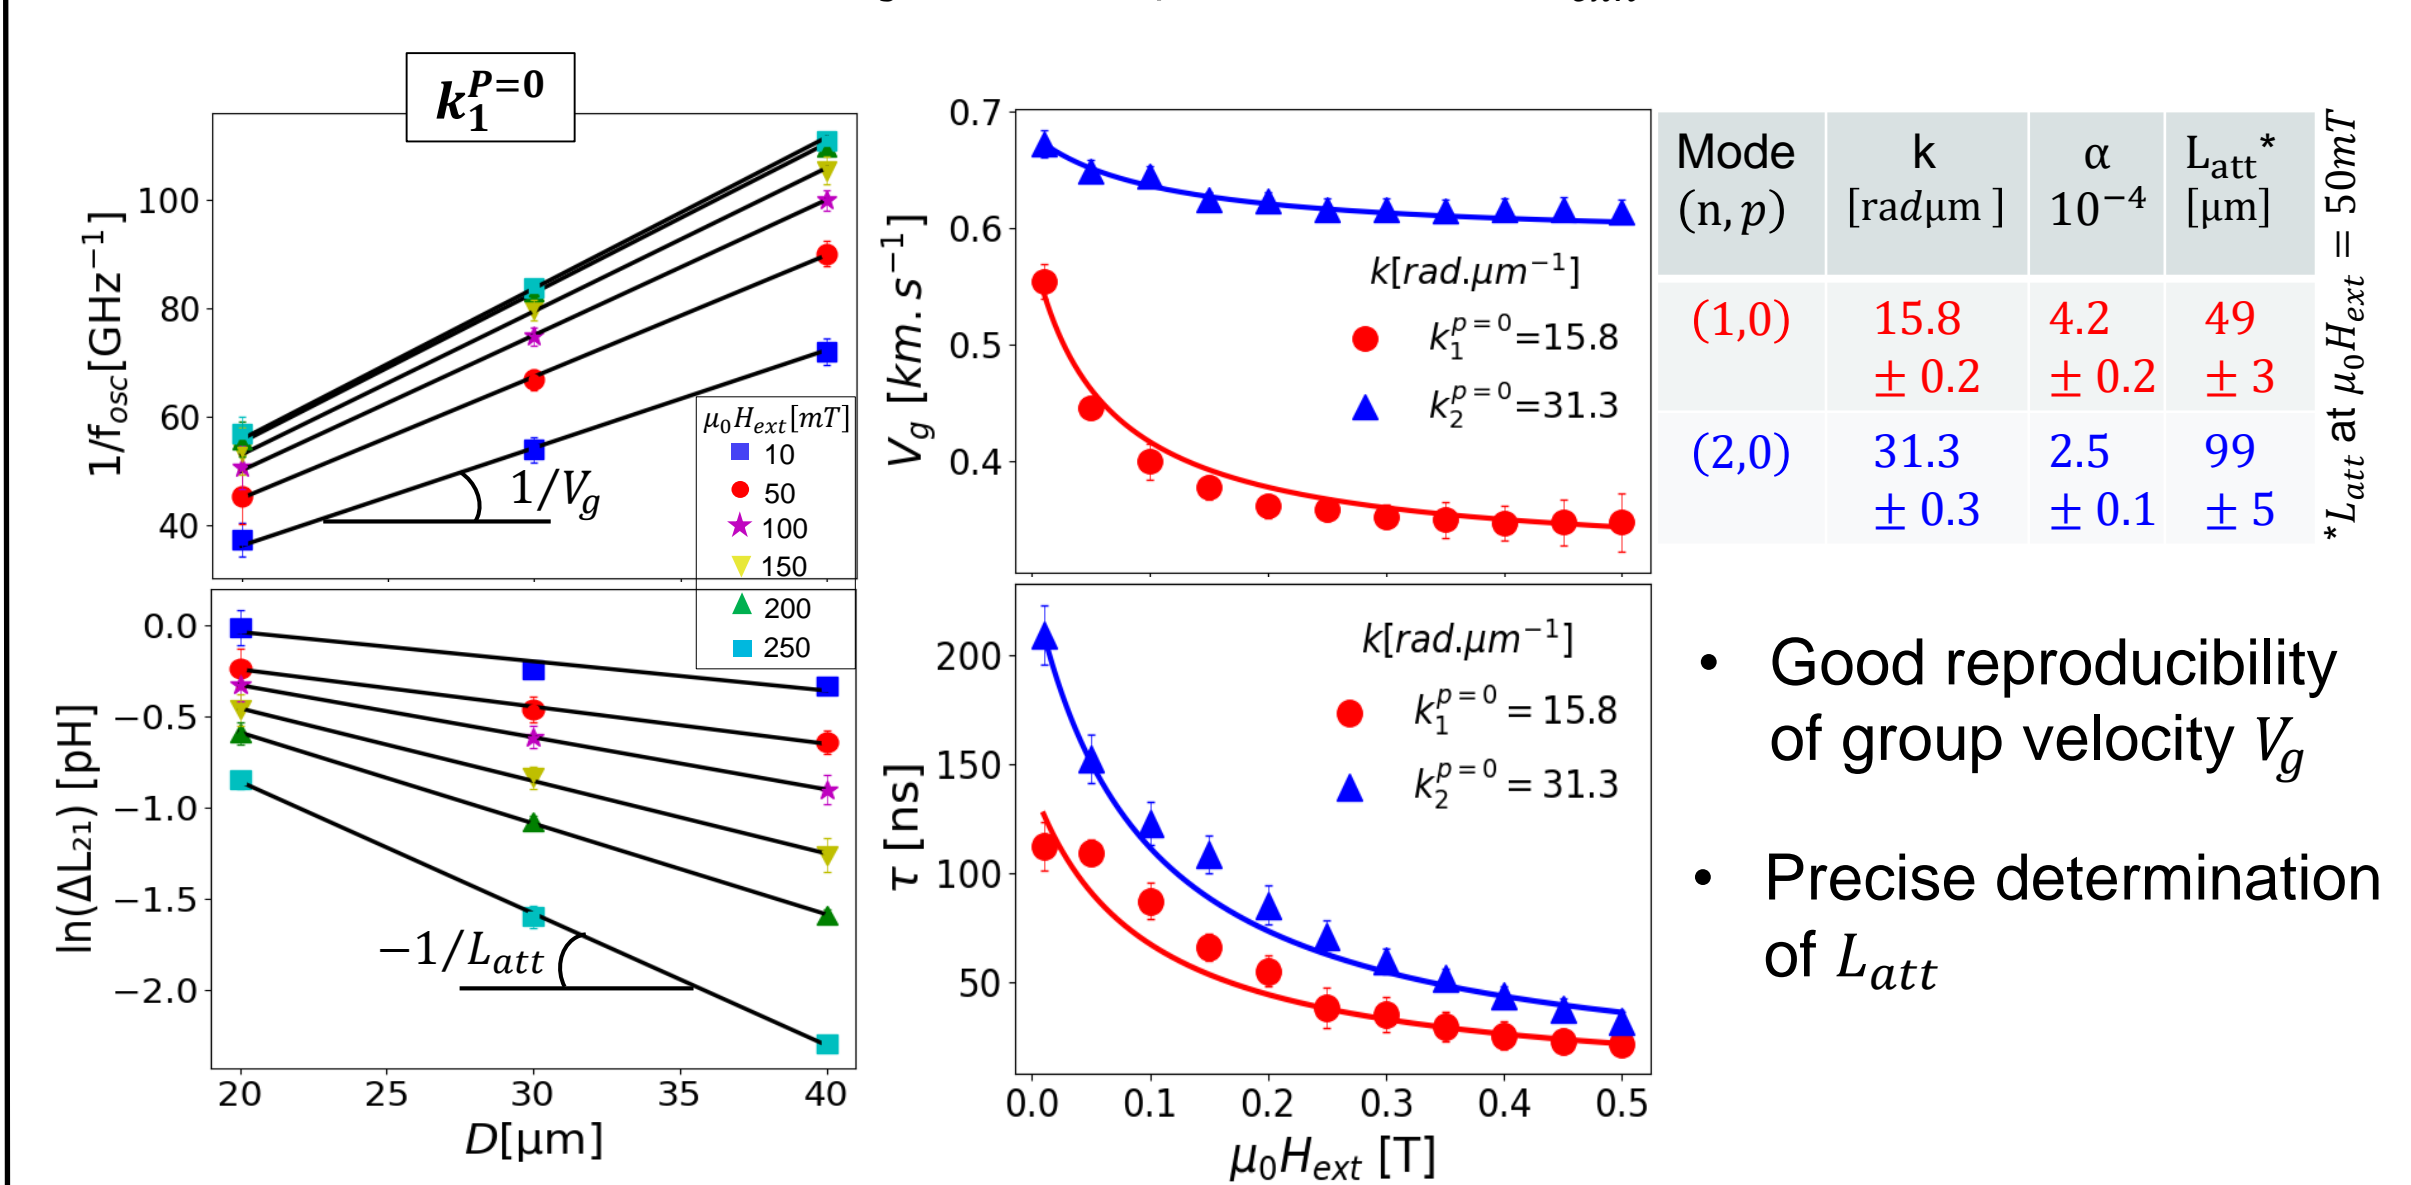 k₁^{P=0}
1/f_osc [GHz⁻¹]
100
80
60
40
1/V_g
μ₀H_ext[mT]
10
50
100
150
200
250
ln(ΔL₂₁) [pH]
0.0
−0.5
−1.0
−1.5
−2.0
−1/L_att
20
25
30
35
40
D[μm]
V_g [km.s⁻¹]
0.7
0.6
0.5
0.4
k[rad.μm⁻¹]
k₁^{p=0}=15.8
k₂^{p=0}=31.3
τ [ns]
200
150
100
50
k[rad.μm⁻¹]
k₁^{p=0} = 15.8
k₂^{p=0} = 31.3
0.0
0.1
0.2
0.3
0.4
0.5
μ₀H_ext [T]
Mode k α L_att*
(n, p) [radμm ] 10⁻⁴ [μm]
(1,0) 15.8 4.2 49
± 0.2 ± 0.2 ± 3
(2,0) 31.3 2.5 99
± 0.3 ± 0.1 ± 5
*L_att at μ₀H_ext = 50mT
• Good reproducibility
of group velocity V_g
• Precise determination
of L_att